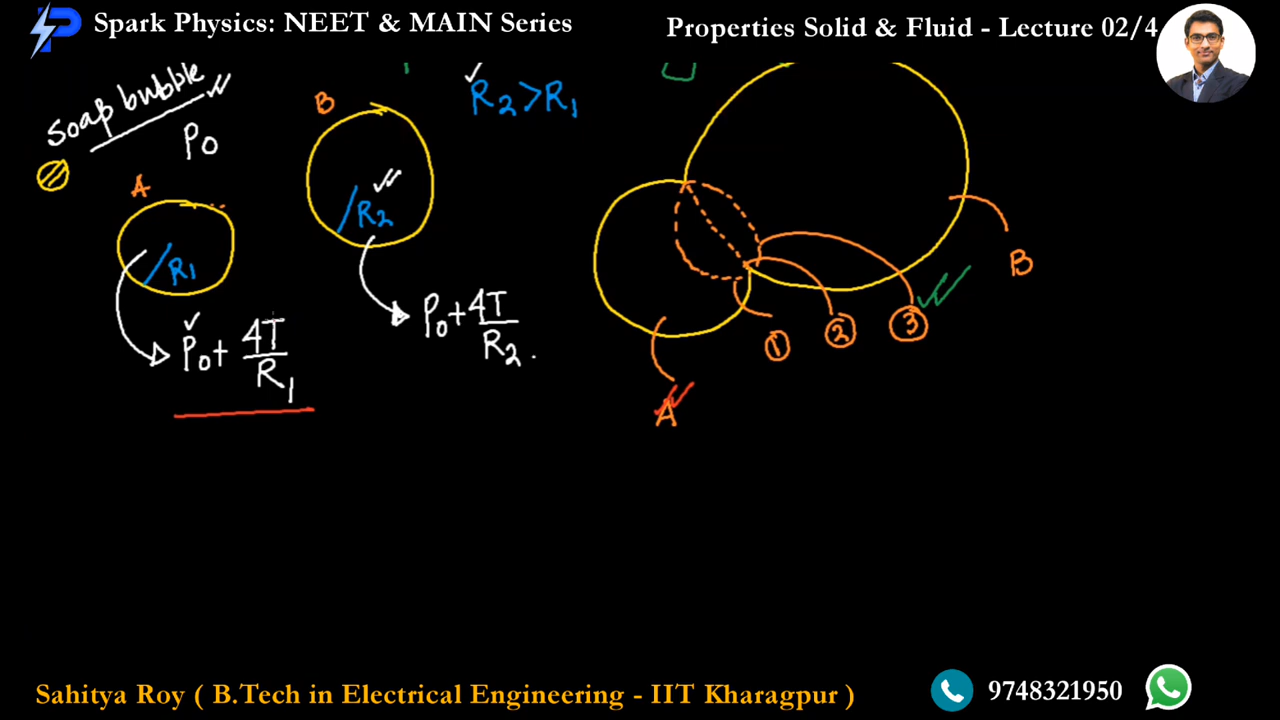 Spark Physics: NEET & MAIN Series
Properties Solid & Fluid - Lecture 02/4
Soap bubble
P0
A
R1
P0 + 4T/R1
B
R2
P0 + 4T/R2.
R2 > R1
A
B
1
2
3
Sahitya Roy ( B.Tech in Electrical Engineering - IIT Kharagpur )
9748321950